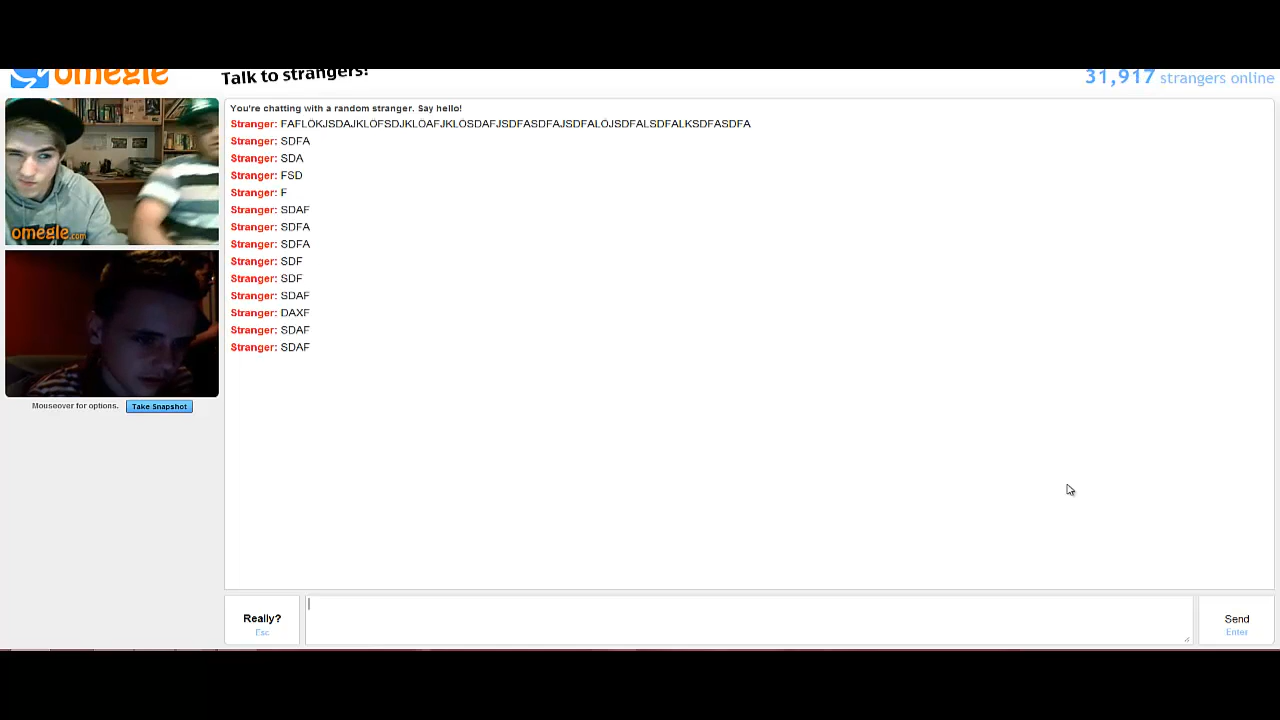 omegle
Talk to strangers!
31,917 strangers online
You're chatting with a random stranger. Say hello!
Stranger: FAFLÖKJSDAJKLÖFSDJKLÖAFJKLÖSDAFJSDFASDFAJSDFALÖJSDFALSDFALKSDFASDFA
Stranger: SDFA
Stranger: SDA
Stranger: FSD
Stranger: F
Stranger: SDAF
Stranger: SDFA
Stranger: SDFA
Stranger: SDF
Stranger: SDF
Stranger: SDAF
Stranger: DAXF
Stranger: SDAF
Stranger: SDAF
omegle.com
Mouseover for options.
Take Snapshot
Really?
Esc
Send
Enter